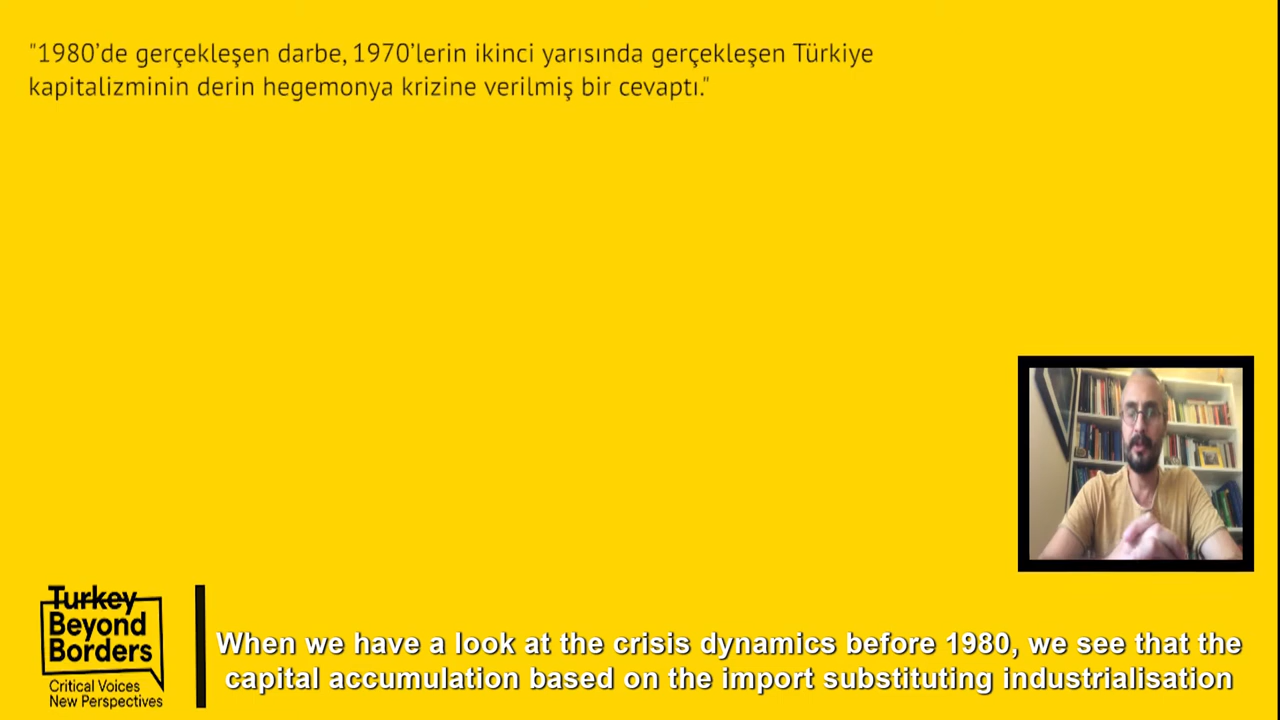 "1980'de gerçekleşen darbe, 1970'lerin ikinci yarısında gerçekleşen Türkiye
kapitalizminin derin hegemonya krizine verilmiş bir cevaptı."
Turkey
Beyond
Borders
Critical Voices
New Perspectives
When we have a look at the crisis dynamics before 1980, we see that the
capital accumulation based on the import substituting industrialisation